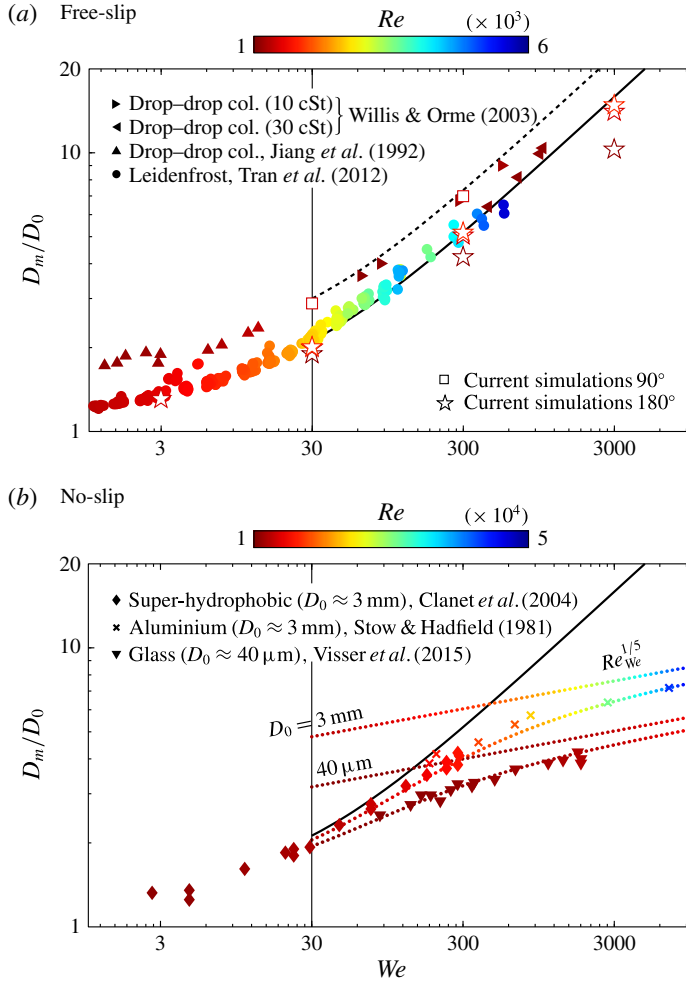 (a) Free-slip
Re (× 10³)
1 6
20
Drop–drop col. (10 cSt)
Drop–drop col. (30 cSt) } Willis & Orme (2003)
Drop–drop col., Jiang et al (1992)
Leidenfrost, Tran et al. (2012)
10
D_m/D_0
Current simulations 90°
Current simulations 180°
1
3 30 300 3000
(b) No-slip
Re (× 10⁴)
1 5
20
Super-hydrophobic (D_0 ≈ 3 mm), Clanet et al. (2004)
Aluminium (D_0 ≈ 3 mm), Stow & Hadfield (1981)
Glass (D_0 ≈ 40 μm), Visser et al. (2015)
10
Re_We^1/5
D_0 = 3 mm
D_m/D_0
40 μm
1
3 30 300 3000
We